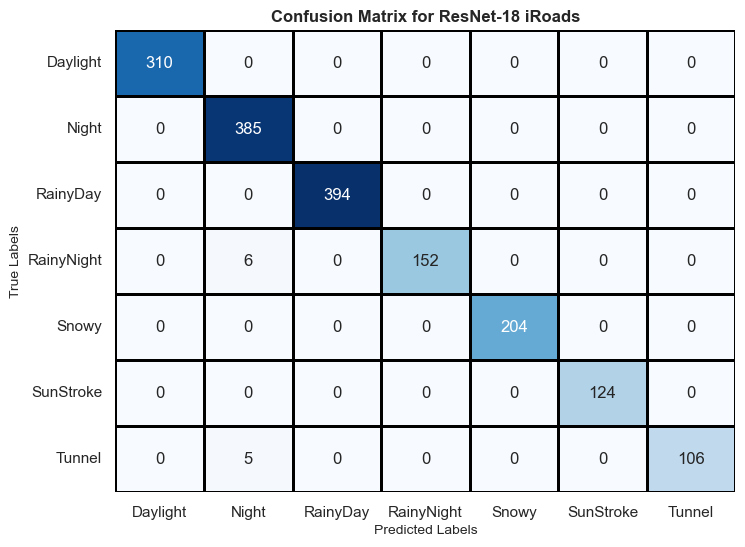 Confusion Matrix for ResNet-18 iRoads
Daylight 310 0 0 0 0 0 0
Night 0 385 0 0 0 0 0
RainyDay 0 0 394 0 0 0 0
RainyNight 0 6 0 152 0 0 0
Snowy 0 0 0 0 204 0 0
SunStroke 0 0 0 0 0 124 0
Tunnel 0 5 0 0 0 0 106
True Labels
Daylight Night RainyDay RainyNight Snowy SunStroke Tunnel
Predicted Labels